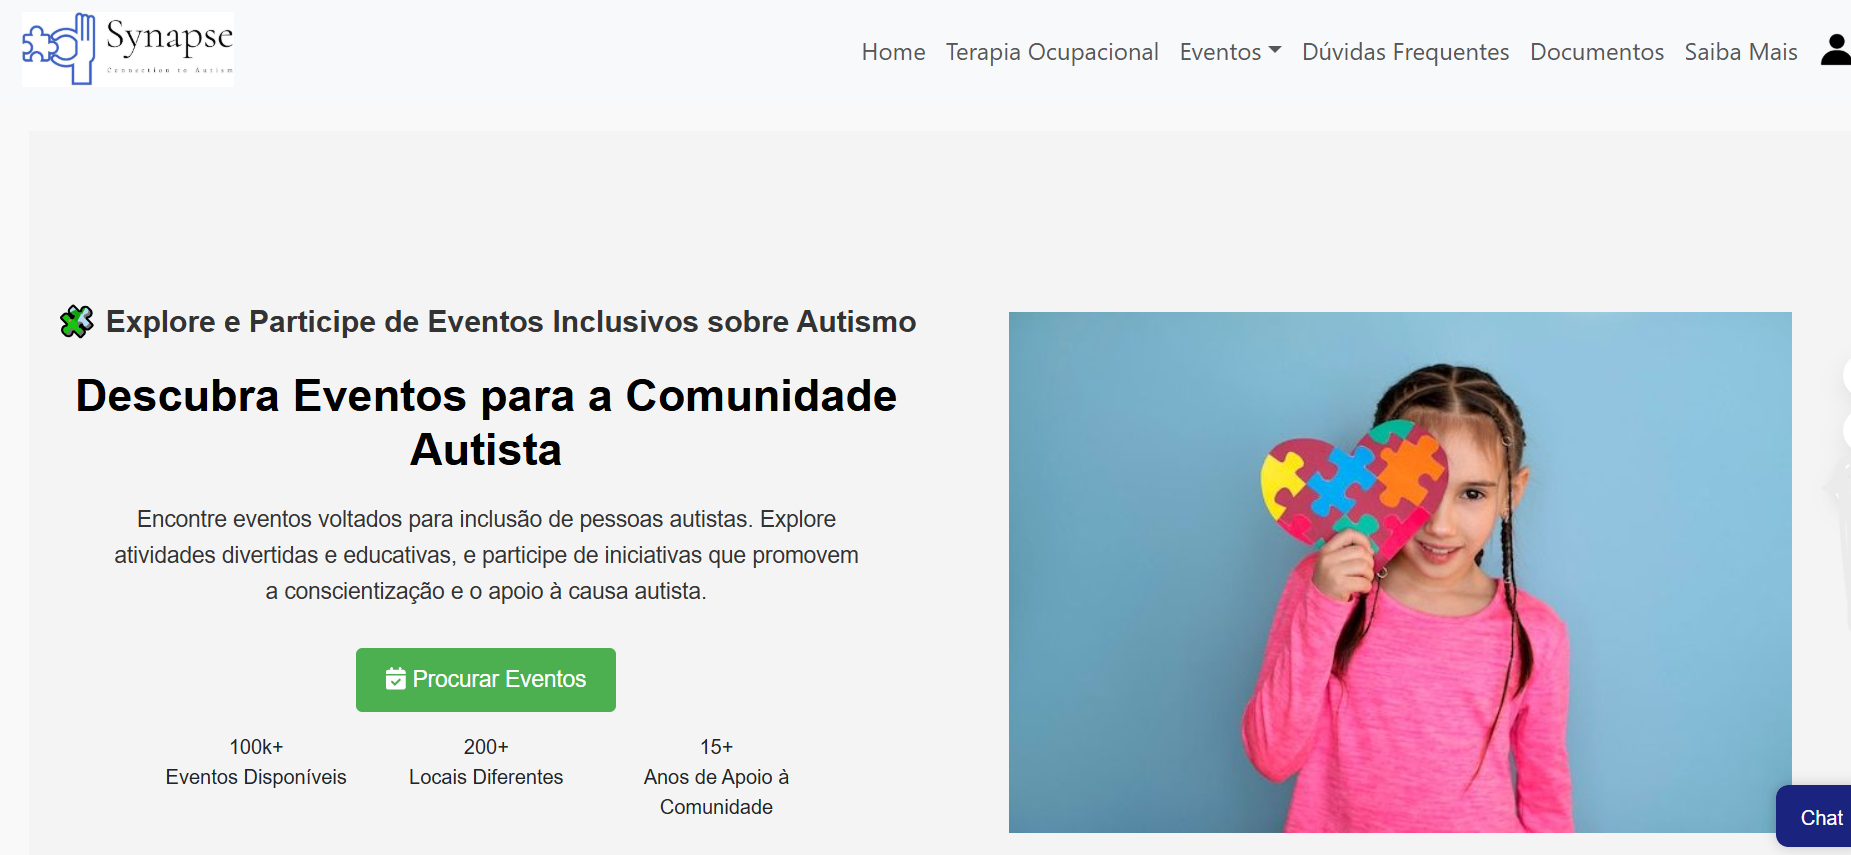 Synapse
Connection to Autism
Home Terapia Ocupacional Eventos Dúvidas Frequentes Documentos Saiba Mais
Explore e Participe de Eventos Inclusivos sobre Autismo
Descubra Eventos para a Comunidade
Autista
Encontre eventos voltados para inclusão de pessoas autistas. Explore
atividades divertidas e educativas, e participe de iniciativas que promovem
a conscientização e o apoio à causa autista.
Procurar Eventos
100k+
Eventos Disponíveis
200+
Locais Diferentes
15+
Anos de Apoio à
Comunidade
Chat